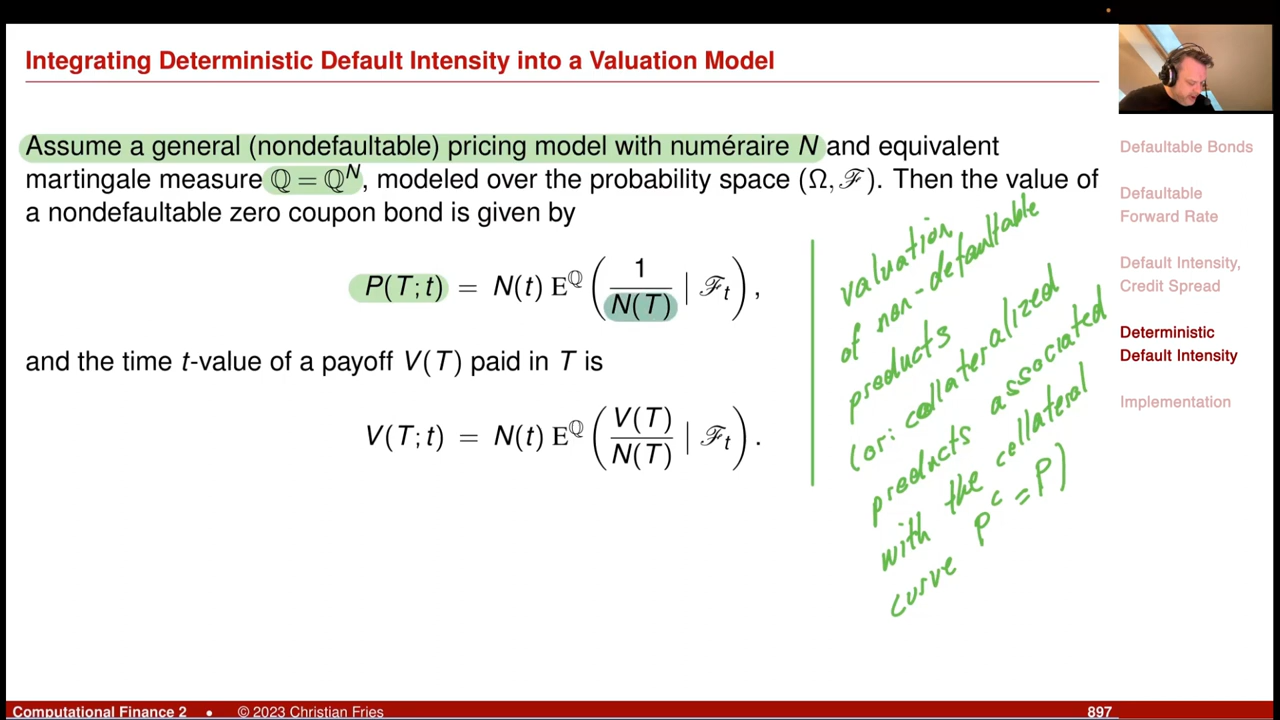 Integrating Deterministic Default Intensity into a Valuation Model
Assume a general (nondefaultable) pricing model with numéraire N and equivalent
martingale measure ℚ = ℚᴺ, modeled over the probability space (Ω, ℱ). Then the value of
a nondefaultable zero coupon bond is given by
P(T; t) = N(t) E^ℚ ( 1 / N(T) | ℱ_t ),
and the time t-value of a payoff V(T) paid in T is
V(T; t) = N(t) E^ℚ ( V(T) / N(T) | ℱ_t ).
valuation
of non-defaultable
products
(or: collateralized
products associated
with the collateral
curve P^c = P)
Defaultable Bonds
Defaultable
Forward Rate
Default Intensity,
Credit Spread
Deterministic
Default Intensity
Implementation
Computational Finance 2 • © 2023 Christian Fries 897